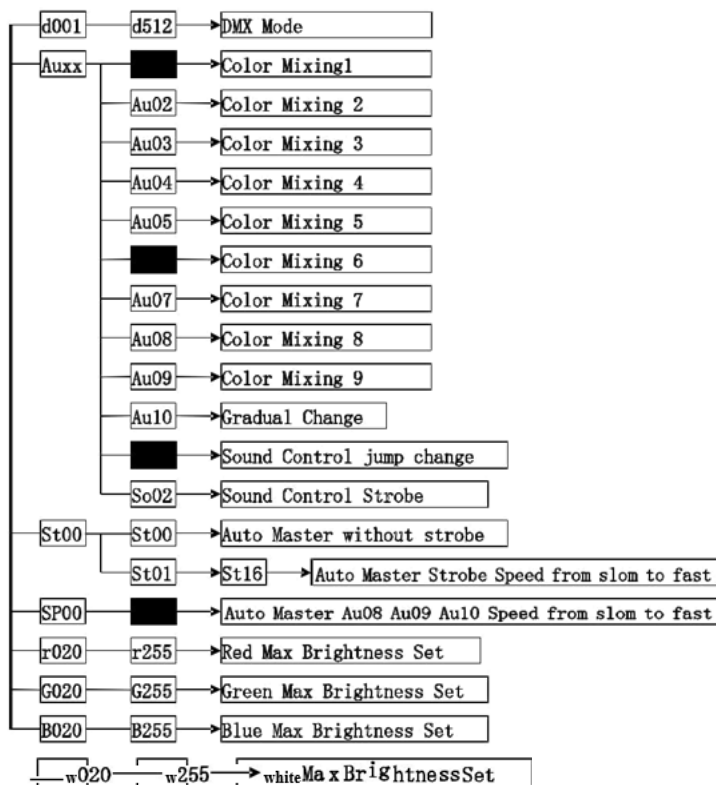 d001 d512 DMX Mode
Auxx Color Mixing1
Au02 Color Mixing 2
Au03 Color Mixing 3
Au04 Color Mixing 4
Au05 Color Mixing 5
Color Mixing 6
Au07 Color Mixing 7
Au08 Color Mixing 8
Au09 Color Mixing 9
Au10 Gradual Change
Sound Control jump change
So02 Sound Control Strobe
St00 St00 Auto Master without strobe
St01 St16 Auto Master Strobe Speed from slom to fast
SP00 Auto Master Au08 Au09 Au10 Speed from slom to fast
r020 r255 Red Max Brightness Set
G020 G255 Green Max Brightness Set
B020 B255 Blue Max Brightness Set
w020 w255 white Max BrightnessSet